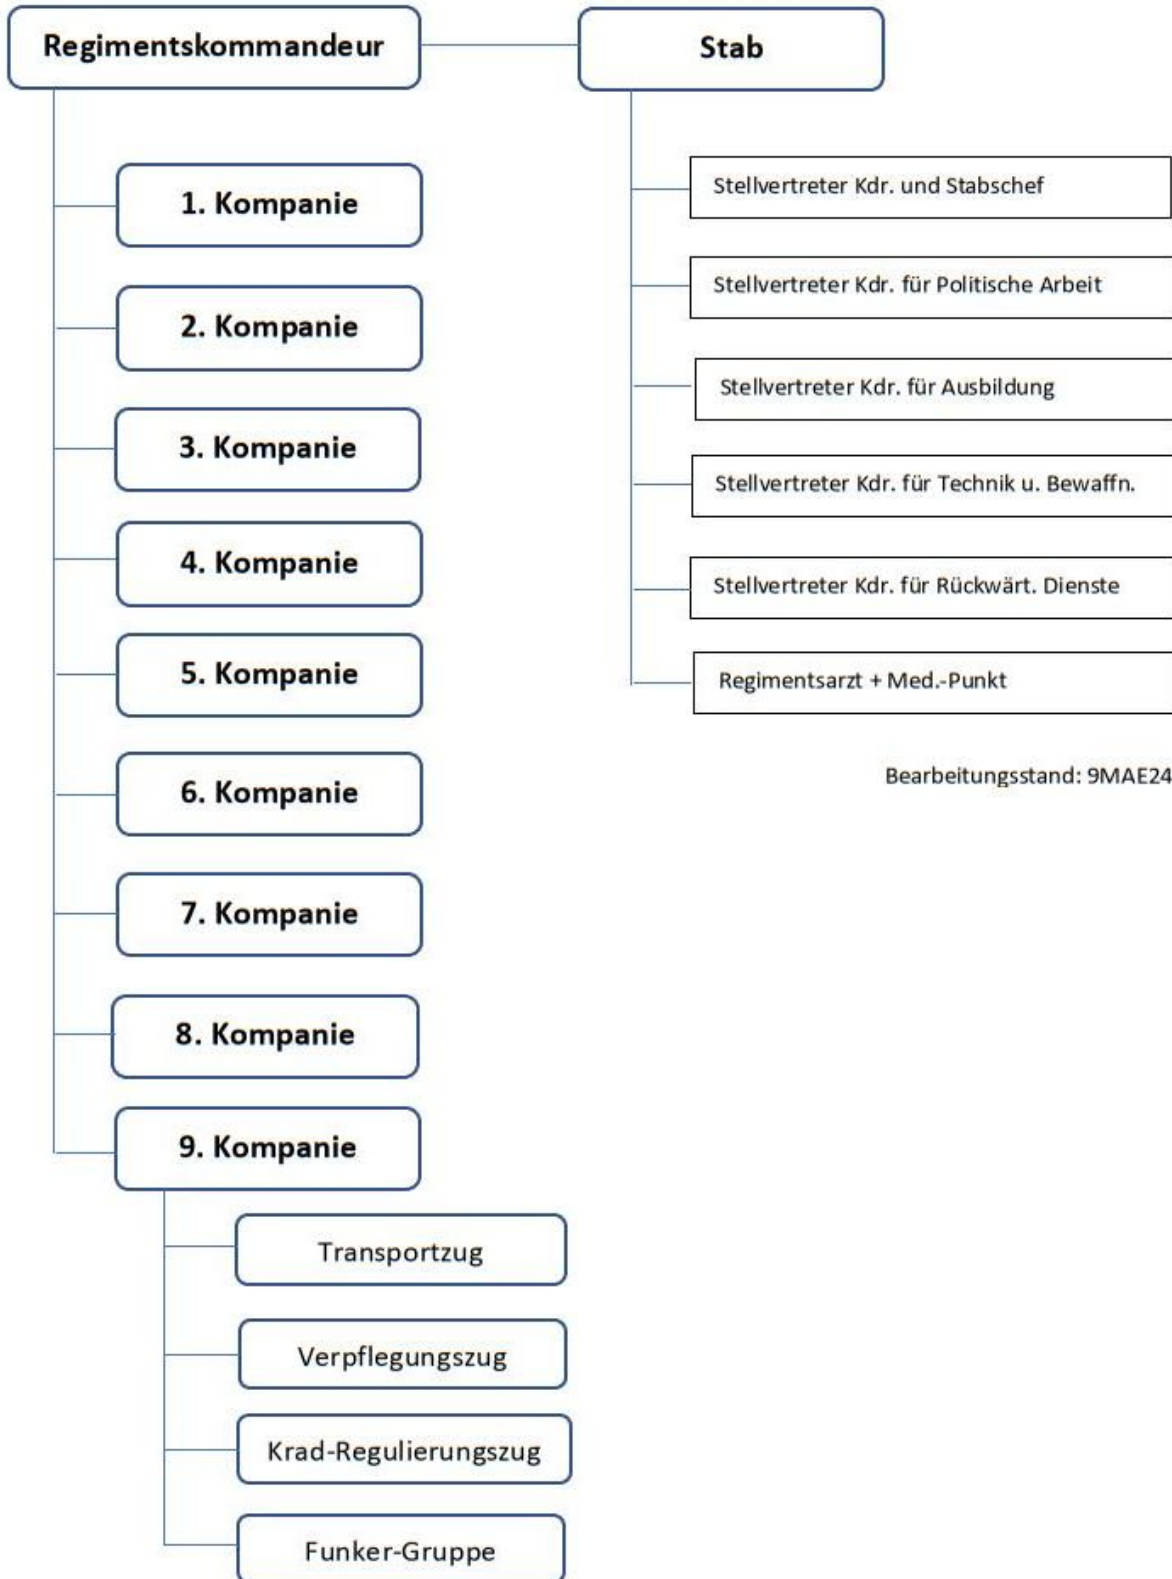 Regimentskommandeur
Stab
1. Kompanie
2. Kompanie
3. Kompanie
4. Kompanie
5. Kompanie
6. Kompanie
7. Kompanie
8. Kompanie
9. Kompanie
Transportzug
Verpflegungszug
Krad-Regulierungszug
Funker-Gruppe
Stellvertreter Kdr. und Stabschef
Stellvertreter Kdr. für Politische Arbeit
Stellvertreter Kdr. für Ausbildung
Stellvertreter Kdr. für Technik u. Bewaffn.
Stellvertreter Kdr. für Rückwärt. Dienste
Regimentsarzt + Med.-Punkt
Bearbeitungsstand: 9MAE24